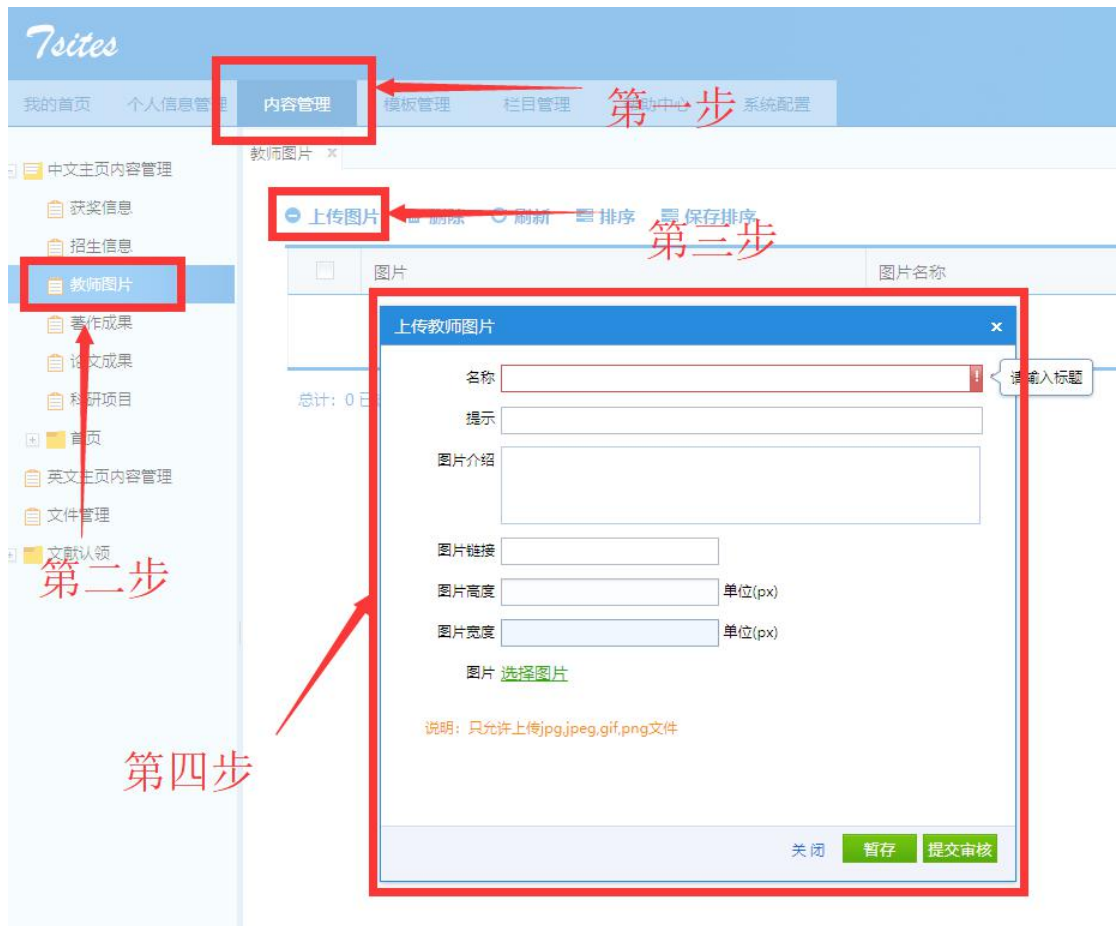 7sites
我的首页 个人信息管理 内容管理 模板管理 栏目管理 帮助中心 系统配置
第一步
教师图片 ×
中文主页内容管理
获奖信息
招生信息
教师图片
著作成果
论文成果
科研项目
首页
英文主页内容管理
文件管理
文献认领
第二步
上传图片 删除 刷新 排序 保存排序
第三步
图片 图片名称
总计: 0
上传教师图片 ×
名称 ! 请输入标题
提示
图片介绍
图片链接
图片高度 单位(px)
图片宽度 单位(px)
图片 选择图片
说明: 只允许上传jpg,jpeg,gif,png文件
第四步
关闭 暂存 提交审核